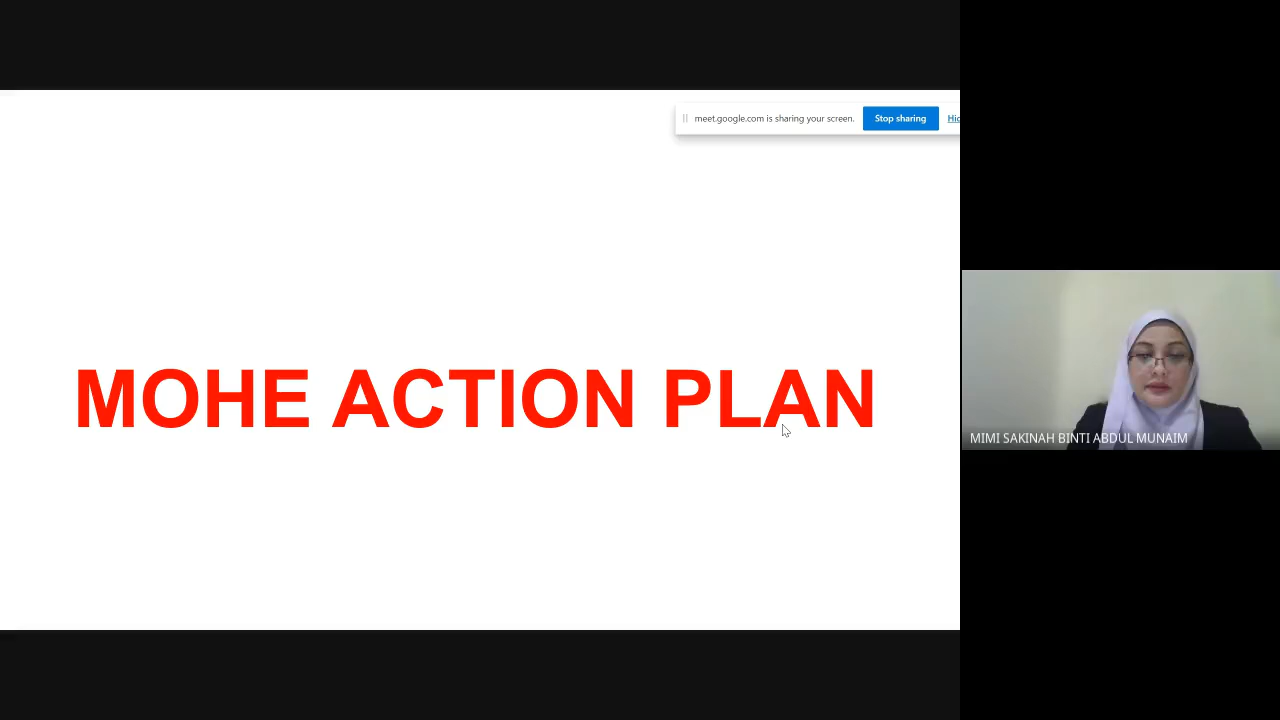 meet.google.com is sharing your screen.
Stop sharing
MOHE ACTION PLAN
MIMI SAKINAH BINTI ABDUL MUNAIM